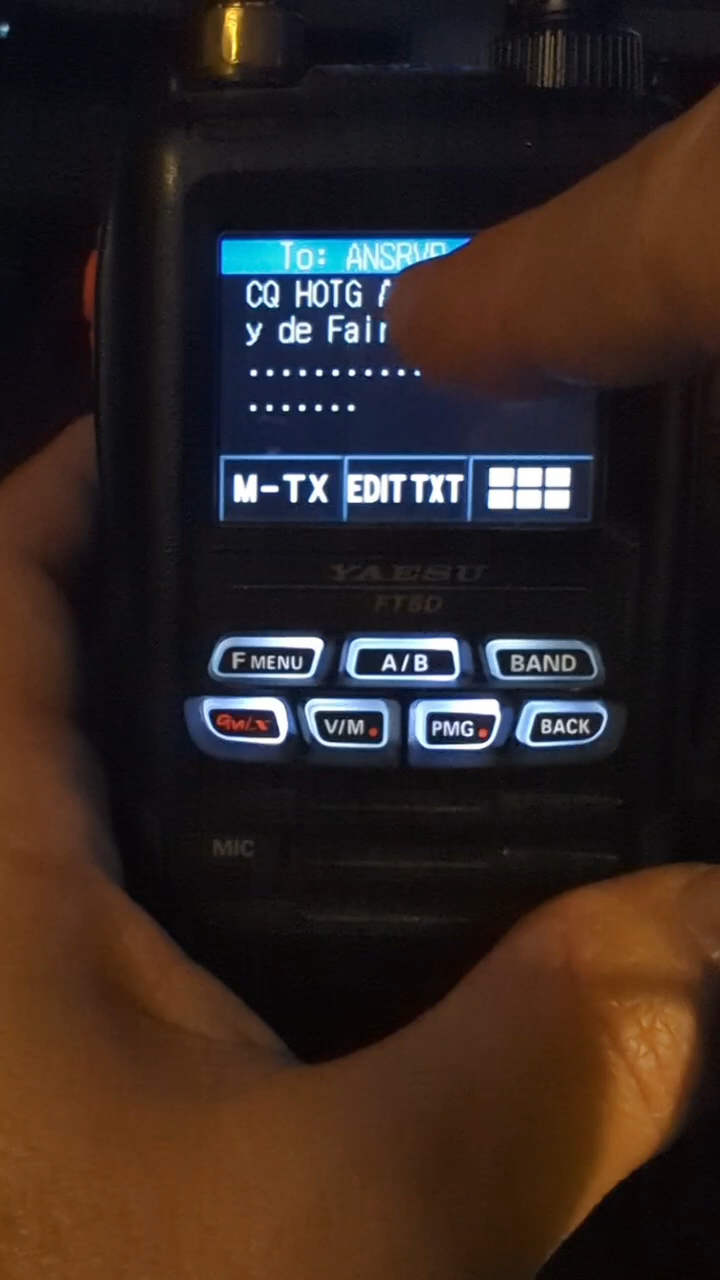 To: ANSRVR
CQ HOTG
y de Fair
..................
.......
M-TX EDIT TXT
YAESU
FT5D
F MENU A/B BAND
V/M PMG BACK
MIC